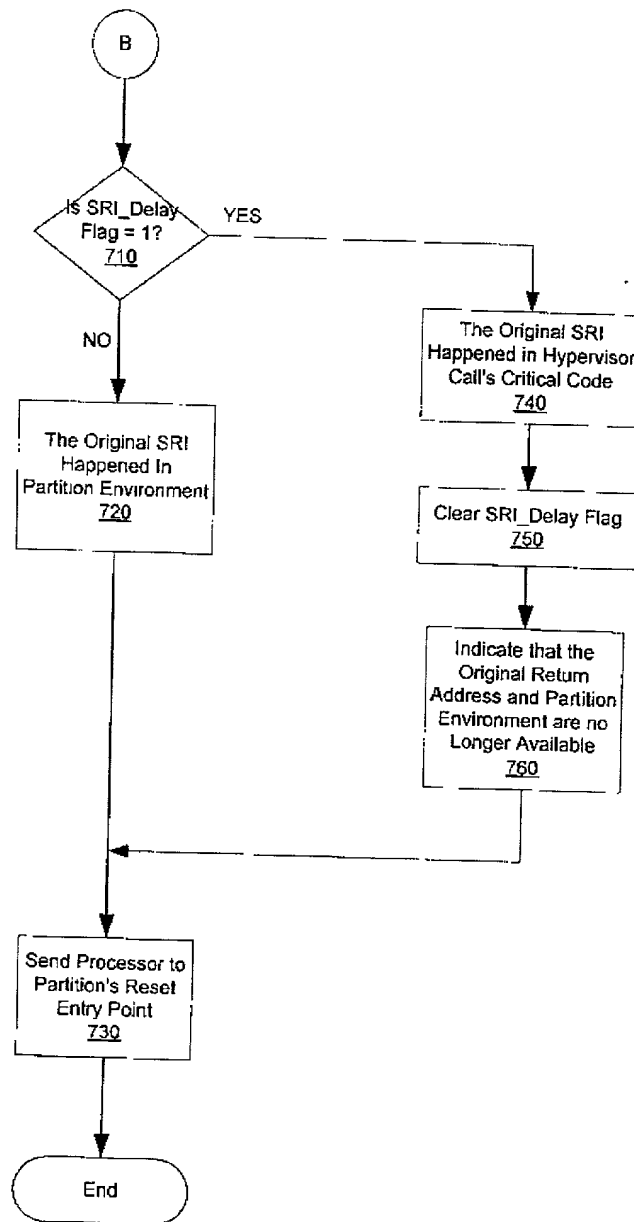 B
Is SRI_Delay
Flag = 1?
710
YES
NO
The Original SRI
Happened In
Partition Environment
720
The Original SRI
Happened in Hypervisor
Call's Critical Code
740
Clear SRI_Delay Flag
750
Indicate that the
Original Return
Address and Partition
Environment are no
Longer Available
760
Send Processor to
Partition's Reset
Entry Point
730
End